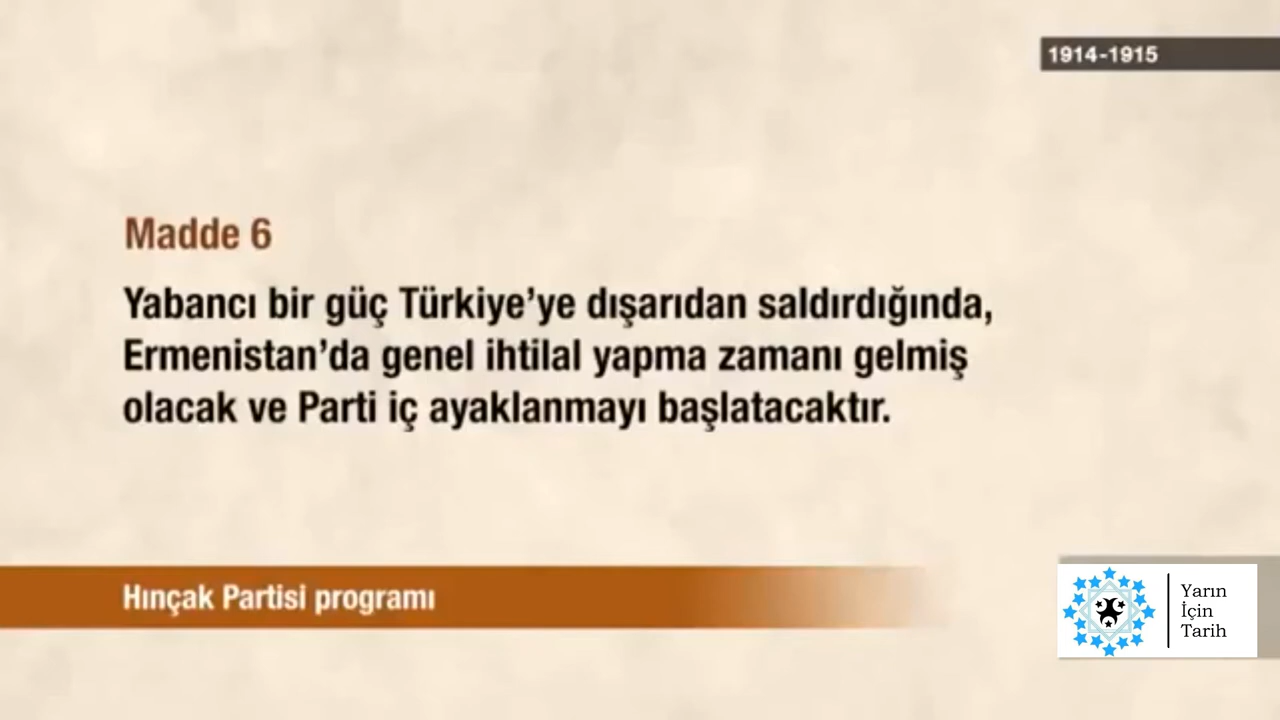 1914-1915
Madde 6
Yabancı bir güç Türkiye'ye dışarıdan saldırdığında,
Ermenistan'da genel ihtilal yapma zamanı gelmiş
olacak ve Parti iç ayaklanmayı başlatacaktır.
Hınçak Partisi programı
Yarın
İçin
Tarih